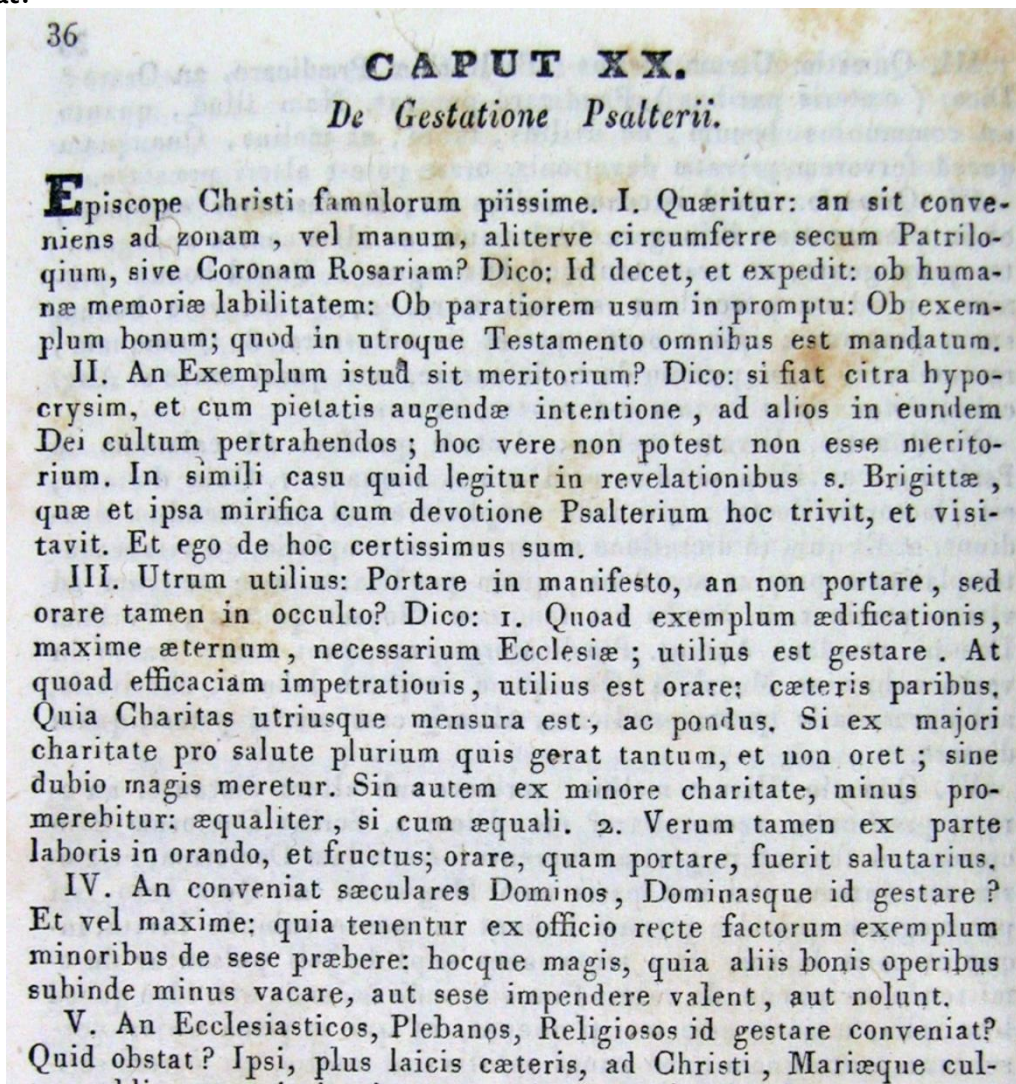 36
CAPUT XX.
De Gestatione Psalterii.
Episcope Christi famulorum piissime. I. Quæritur: an sit conve-
niens ad zonam, vel manum, aliterve circumferre secum Patrilo-
qium, sive Coronam Rosariam? Dico: Id decet, et expedit: ob huma-
næ memoriæ labilitatem: Ob paratiorem usum in promptu: Ob exem-
plum bonum; quod in utroque Testamento omnibus est mandatum.
II. An Exemplum istud sit meritorium? Dico: si fiat citra hypo-
crysim, et cum pietatis augendæ intentione, ad alios in eundem
Dei cultum pertrahendos; hoc vere non potest non esse merito-
rium. In simili casu quid legitur in revelationibus s. Brigittæ,
quæ et ipsa mirifica cum devotione Psalterium hoc trivit, et visi-
tavit. Et ego de hoc certissimus sum.
III. Utrum utilius: Portare in manifesto, an non portare, sed
orare tamen in occulto? Dico: 1. Quoad exemplum ædificationis,
maxime æternum, necessarium Ecclesiæ; utilius est gestare. At
quoad efficaciam impetrationis, utilius est orare: cæteris paribus.
Quia Charitas utriusque mensura est, ac pondus. Si ex majori
charitate pro salute plurium quis gerat tantum, et non oret; sine
dubio magis meretur. Sin autem ex minore charitate, minus pro-
merebitur: æqualiter, si cum æquali. 2. Verum tamen ex parte
laboris in orando, et fructus; orare, quam portare, fuerit salutarius.
IV. An conveniat sæculares Dominos, Dominasque id gestare?
Et vel maxime: quia tenentur ex officio recte factorum exemplum
minoribus de sese præbere: hocque magis, quia aliis bonis operibus
subinde minus vacare, aut sese impendere valent, aut nolunt.
V. An Ecclesiasticos, Plebanos, Religiosos id gestare conveniat?
Quid obstat? Ipsi, plus laicis cæteris, ad Christi, Mariæque cul-